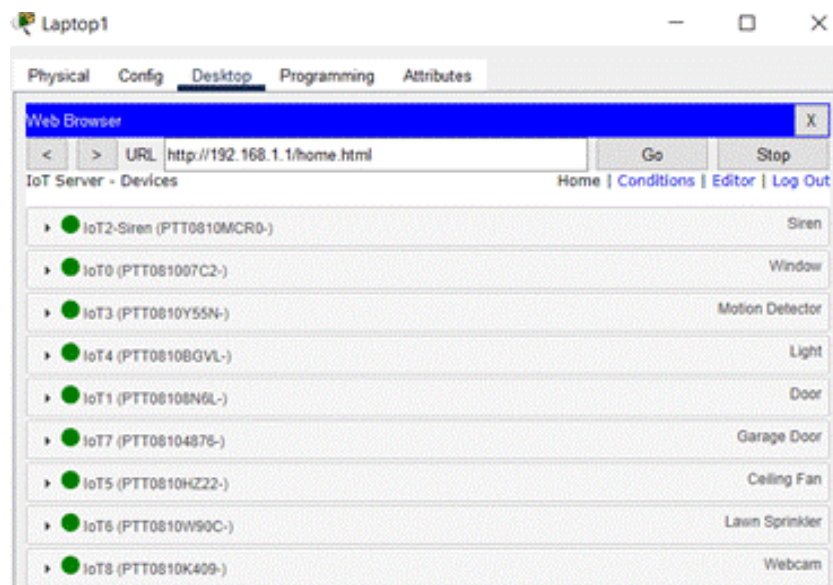 Laptop1
Physical Config Desktop Programming Attributes
Web Browser X
< > URL http://192.168.1.1/home.html Go Stop
IoT Server - Devices Home | Conditions | Editor | Log Out
IoT2-Siren (PTT0810MCR0-) Siren
IoT0 (PTT081007C2-) Window
IoT3 (PTT0810Y55N-) Motion Detector
IoT4 (PTT0810BGVL-) Light
IoT1 (PTT08108N6L-) Door
IoT7 (PTT08104876-) Garage Door
IoT5 (PTT0810HZ22-) Ceiling Fan
IoT6 (PTT0810W90C-) Lawn Sprinkler
IoT8 (PTT0810K409-) Webcam